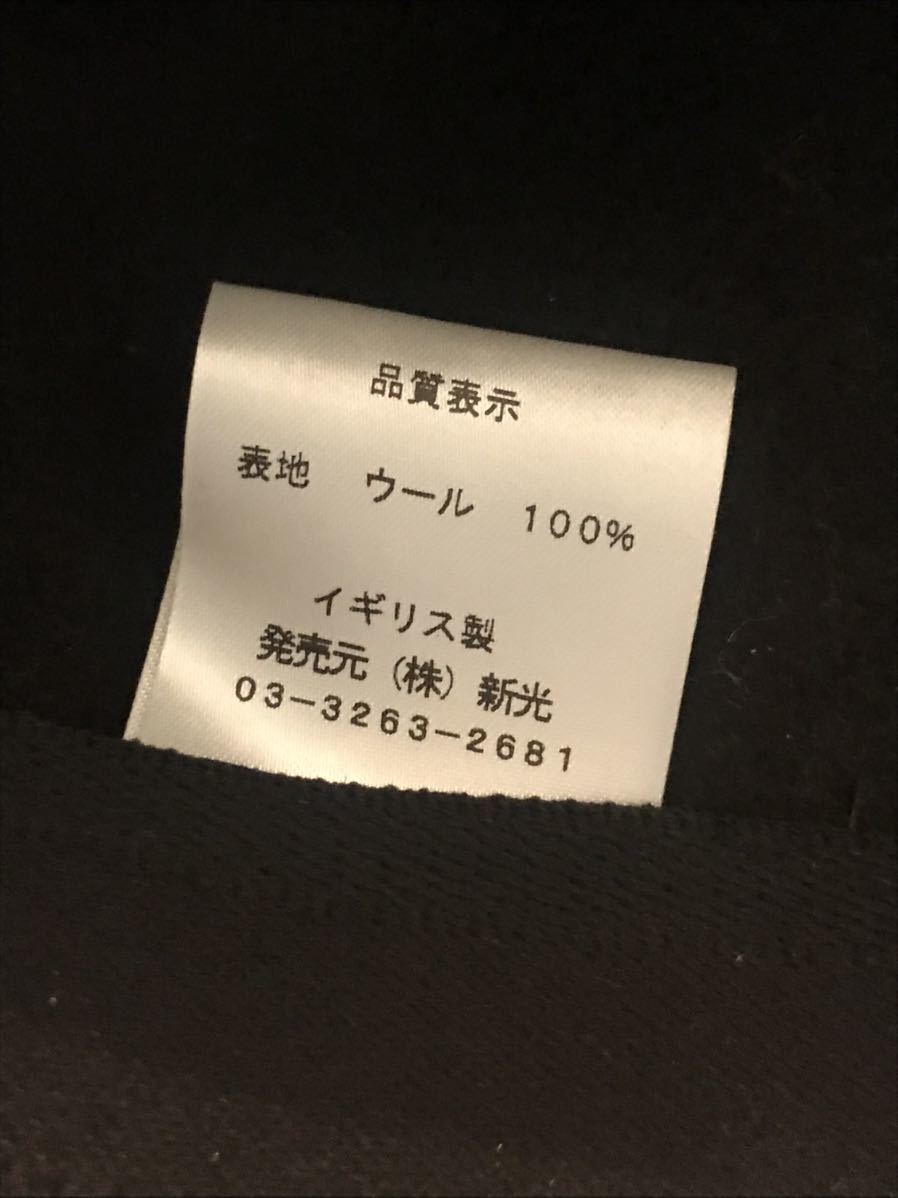 品質表示
表地 ウール 100%
イギリス製
発売元(株)新光
03-3263-2681